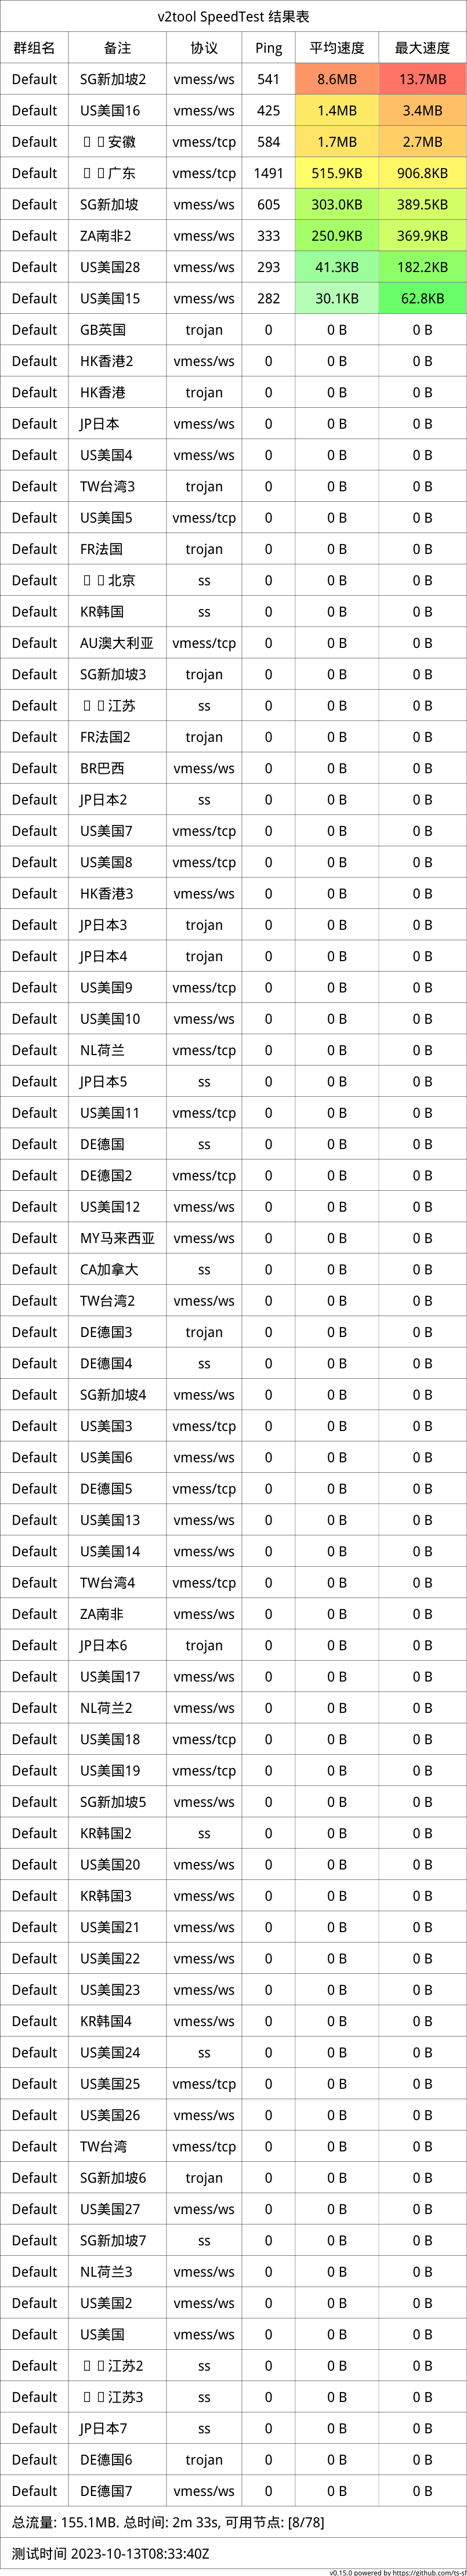 v2tool SpeedTest 结果表
群组名 备注 协议 Ping 平均速度 最大速度
Default SG新加坡2 vmess/ws 541 8.6MB 13.7MB
Default US美国16 vmess/ws 425 1.4MB 3.4MB
Default 安徽 vmess/tcp 584 1.7MB 2.7MB
Default 广东 vmess/tcp 1491 515.9KB 906.8KB
Default SG新加坡 vmess/ws 605 303.0KB 389.5KB
Default ZA南非2 vmess/ws 333 250.9KB 369.9KB
Default US美国28 vmess/ws 293 41.3KB 182.2KB
Default US美国15 vmess/ws 282 30.1KB 62.8KB
Default GB英国 trojan 0 0 B 0 B
Default HK香港2 vmess/ws 0 0 B 0 B
Default HK香港 trojan 0 0 B 0 B
Default JP日本 vmess/ws 0 0 B 0 B
Default US美国4 vmess/ws 0 0 B 0 B
Default TW台湾3 trojan 0 0 B 0 B
Default US美国5 vmess/tcp 0 0 B 0 B
Default FR法国 trojan 0 0 B 0 B
Default 北京 ss 0 0 B 0 B
Default KR韩国 ss 0 0 B 0 B
Default AU澳大利亚 vmess/tcp 0 0 B 0 B
Default SG新加坡3 trojan 0 0 B 0 B
Default 江苏 ss 0 0 B 0 B
Default FR法国2 trojan 0 0 B 0 B
Default BR巴西 vmess/ws 0 0 B 0 B
Default JP日本2 ss 0 0 B 0 B
Default US美国7 vmess/tcp 0 0 B 0 B
Default US美国8 vmess/tcp 0 0 B 0 B
Default HK香港3 vmess/ws 0 0 B 0 B
Default JP日本3 trojan 0 0 B 0 B
Default JP日本4 trojan 0 0 B 0 B
Default US美国9 vmess/tcp 0 0 B 0 B
Default US美国10 vmess/ws 0 0 B 0 B
Default NL荷兰 vmess/tcp 0 0 B 0 B
Default JP日本5 ss 0 0 B 0 B
Default US美国11 vmess/tcp 0 0 B 0 B
Default DE德国 ss 0 0 B 0 B
Default DE德国2 vmess/tcp 0 0 B 0 B
Default US美国12 vmess/ws 0 0 B 0 B
Default MY马来西亚 vmess/ws 0 0 B 0 B
Default CA加拿大 ss 0 0 B 0 B
Default TW台湾2 vmess/ws 0 0 B 0 B
Default DE德国3 trojan 0 0 B 0 B
Default DE德国4 ss 0 0 B 0 B
Default SG新加坡4 vmess/ws 0 0 B 0 B
Default US美国3 vmess/tcp 0 0 B 0 B
Default US美国6 vmess/ws 0 0 B 0 B
Default DE德国5 vmess/tcp 0 0 B 0 B
Default US美国13 vmess/ws 0 0 B 0 B
Default US美国14 vmess/ws 0 0 B 0 B
Default TW台湾4 vmess/tcp 0 0 B 0 B
Default ZA南非 vmess/ws 0 0 B 0 B
Default JP日本6 trojan 0 0 B 0 B
Default US美国17 vmess/ws 0 0 B 0 B
Default NL荷兰2 vmess/ws 0 0 B 0 B
Default US美国18 vmess/tcp 0 0 B 0 B
Default US美国19 vmess/tcp 0 0 B 0 B
Default SG新加坡5 vmess/ws 0 0 B 0 B
Default KR韩国2 ss 0 0 B 0 B
Default US美国20 vmess/ws 0 0 B 0 B
Default KR韩国3 vmess/ws 0 0 B 0 B
Default US美国21 vmess/ws 0 0 B 0 B
Default US美国22 vmess/ws 0 0 B 0 B
Default US美国23 vmess/ws 0 0 B 0 B
Default KR韩国4 vmess/ws 0 0 B 0 B
Default US美国24 ss 0 0 B 0 B
Default US美国25 vmess/tcp 0 0 B 0 B
Default US美国26 vmess/ws 0 0 B 0 B
Default TW台湾 vmess/tcp 0 0 B 0 B
Default SG新加坡6 trojan 0 0 B 0 B
Default US美国27 vmess/ws 0 0 B 0 B
Default SG新加坡7 ss 0 0 B 0 B
Default NL荷兰3 vmess/ws 0 0 B 0 B
Default US美国2 vmess/ws 0 0 B 0 B
Default US美国 vmess/ws 0 0 B 0 B
Default 江苏2 ss 0 0 B 0 B
Default 江苏3 ss 0 0 B 0 B
Default JP日本7 ss 0 0 B 0 B
Default DE德国6 trojan 0 0 B 0 B
Default DE德国7 vmess/ws 0 0 B 0 B
总流量: 155.1MB. 总时间: 2m 33s, 可用节点: [8/78]
测试时间 2023-10-13T08:33:40Z
v0.15.0 powered by https://github.com/ts-sf